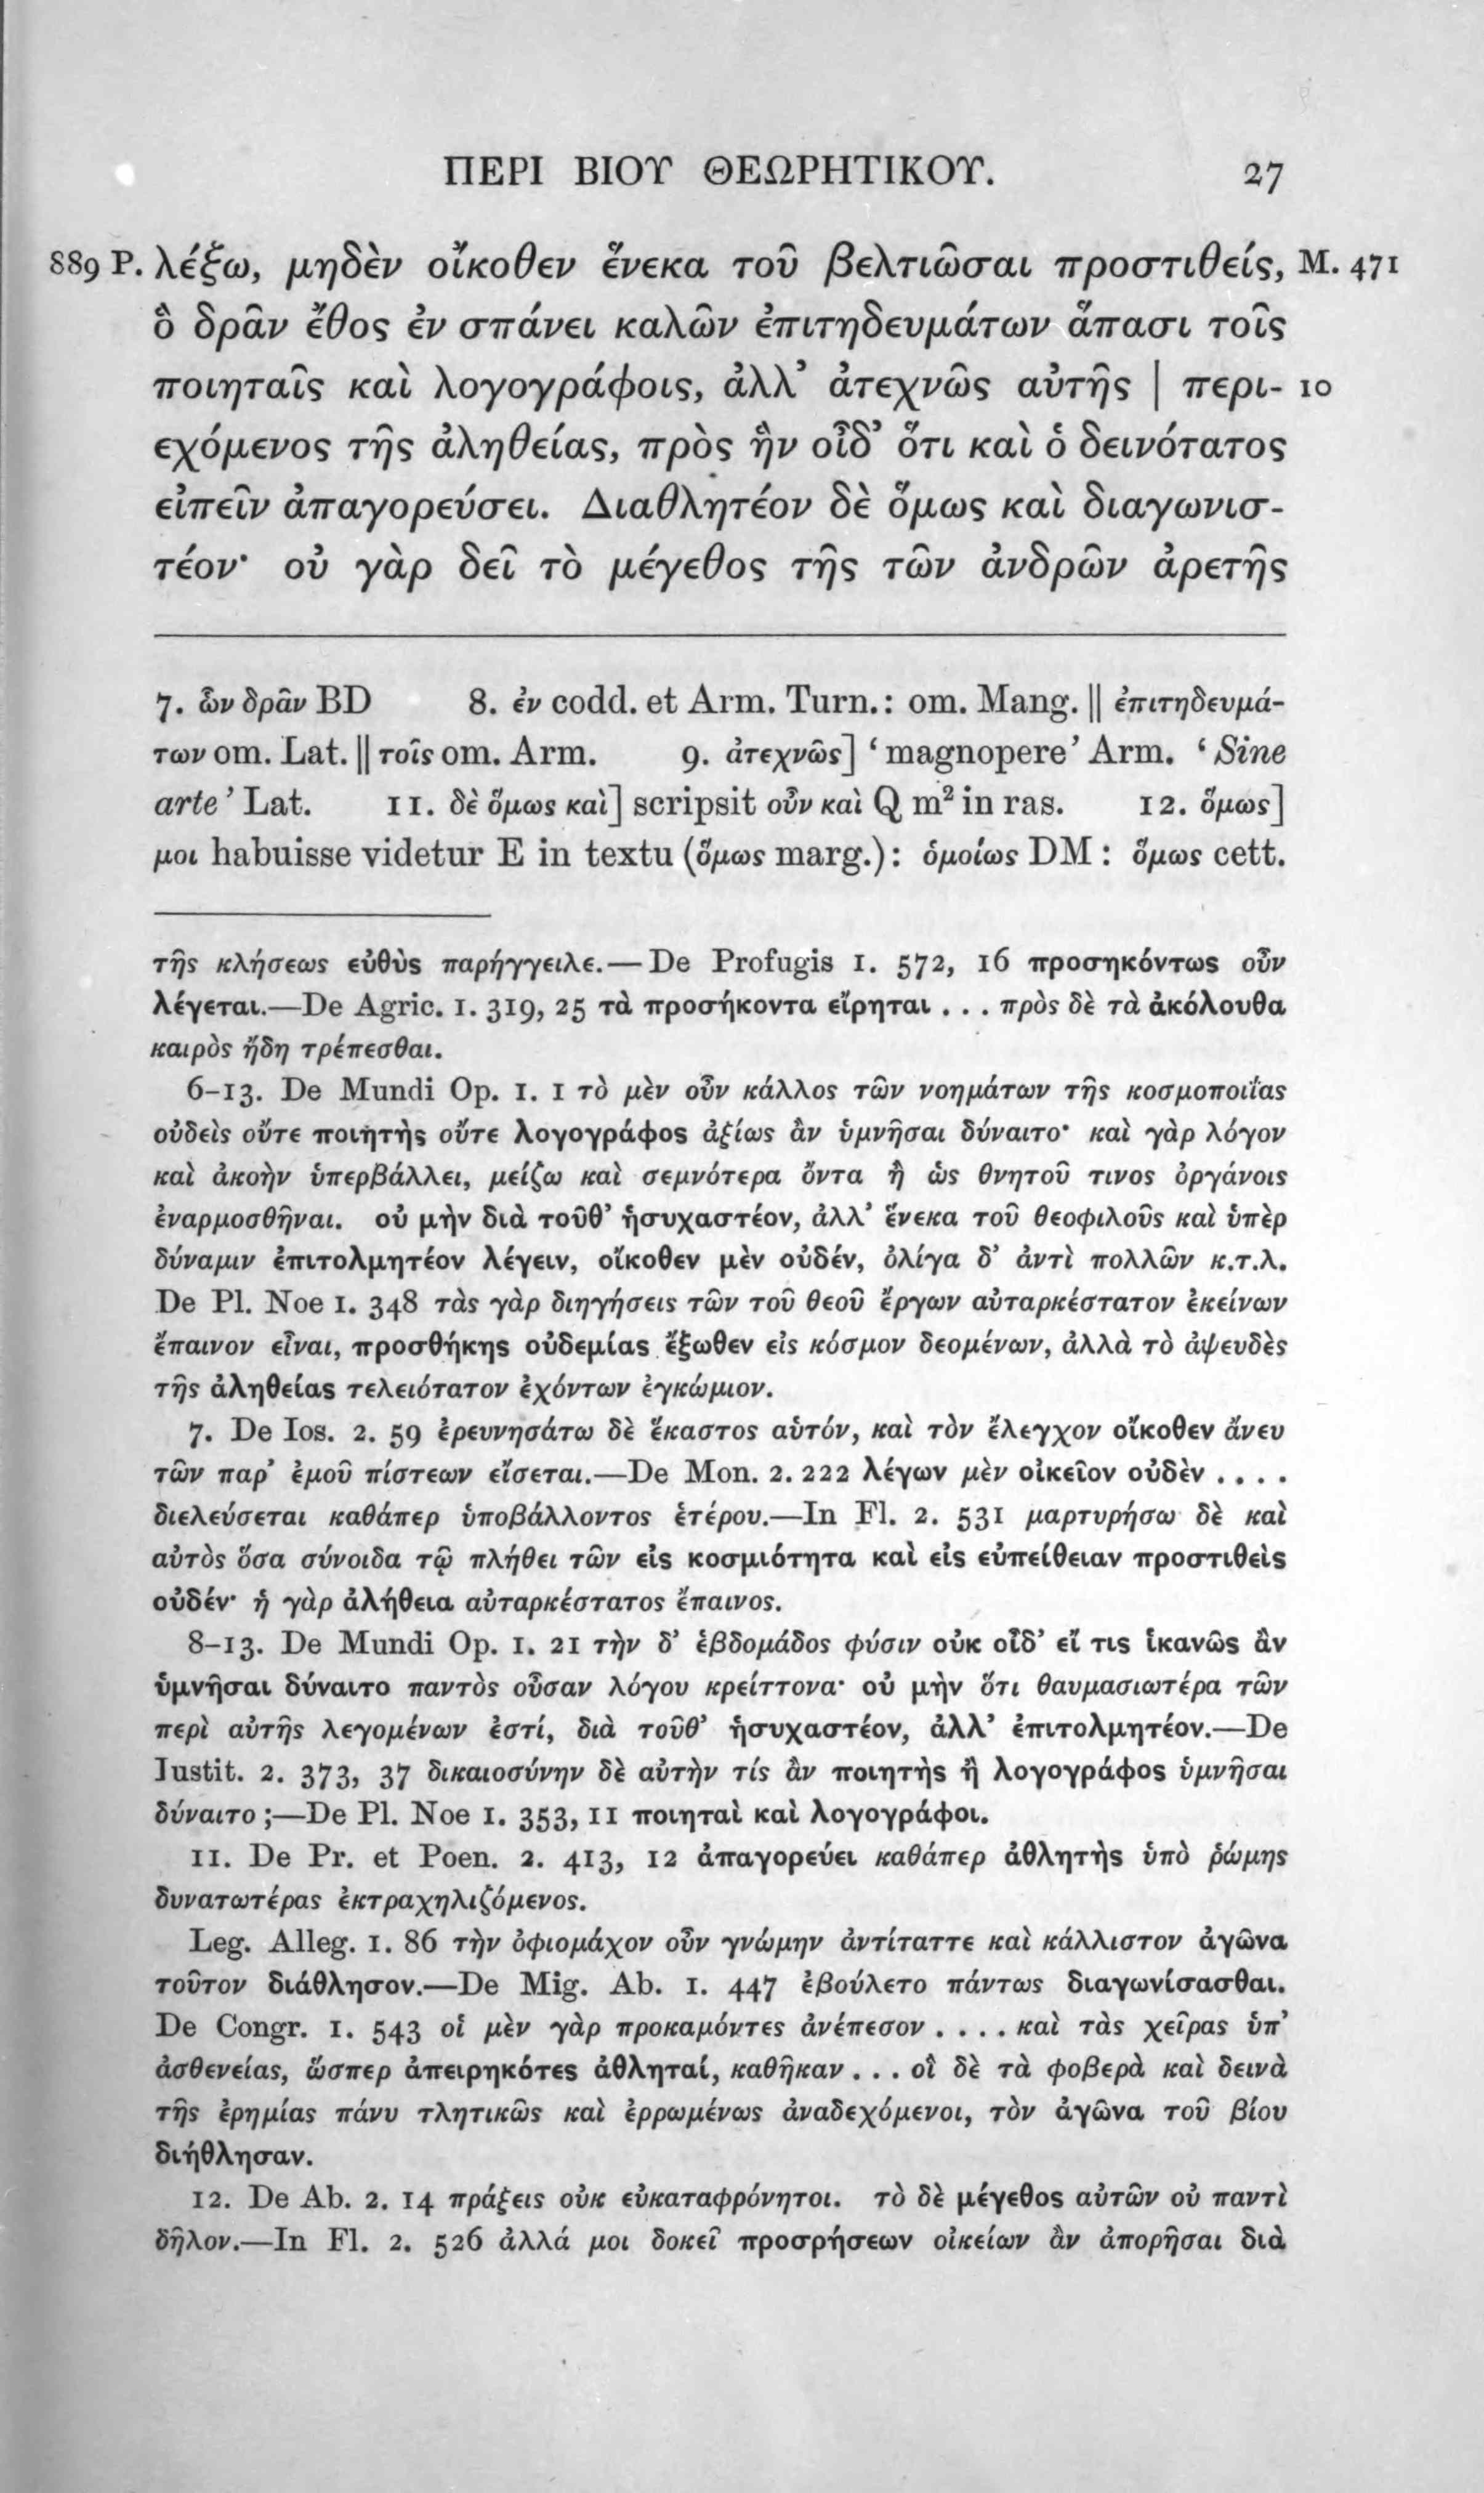 ΠΕΡΙ ΒΙΟΥ ΘΕΩΡΗΤΙΚΟΥ. 27
889 P. λέξω, μηδὲν οἴκοθεν ἕνεκα τοῦ βελτιῶσαι προστιθείς, M. 471
ὃ δρᾶν ἔθος ἐν σπάνει καλῶν ἐπιτηδευμάτων ἅπασι τοῖς
ποιηταῖς καὶ λογογράφοις, ἀλλ’ ἀτεχνῶς αὐτῆς | περι- 10
εχόμενος τῆς ἀληθείας, πρὸς ἣν οἶδ’ ὅτι καὶ ὁ δεινότατος
εἰπεῖν ἀπαγορεύσει. Διαθλητέον δὲ ὅμως καὶ διαγωνισ-
τέον· οὐ γὰρ δεῖ τὸ μέγεθος τῆς τῶν ἀνδρῶν ἀρετῆς
7. ὧν δρᾶν BD 8. ἐν codd. et Arm. Turn.: om. Mang. || ἐπιτηδευμά-
των om. Lat. || τοῖς om. Arm. 9. ἀτεχνῶς] ‘magnopere’ Arm. ‘Sine
arte’ Lat. 11. δὲ ὅμως καὶ] scripsit οὖν καὶ Q m² in ras. 12. ὅμως]
μοι habuisse videtur E in textu (ὅμως marg.): ὁμοίως DM: ὅμως cett.
τῆς κλήσεως εὐθὺς παρήγγειλε.—De Profugis 1. 572, 16 προσηκόντως οὖν
λέγεται.—De Agric. 1. 319, 25 τὰ προσήκοντα εἴρηται . . . πρὸς δὲ τὰ ἀκόλουθα
καιρὸς ἤδη τρέπεσθαι.
6–13. De Mundi Op. 1. 1 τὸ μὲν οὖν κάλλος τῶν νοημάτων τῆς κοσμοποιΐας
οὐδεὶς οὔτε ποιητὴς οὔτε λογογράφος ἀξίως ἂν ὑμνῆσαι δύναιτο· καὶ γὰρ λόγον
καὶ ἀκοὴν ὑπερβάλλει, μείζω καὶ σεμνότερα ὄντα ἢ ὡς θνητοῦ τινος ὀργάνοις
ἐναρμοσθῆναι. οὐ μὴν διὰ τοῦθ’ ἡσυχαστέον, ἀλλ’ ἕνεκα τοῦ θεοφιλοῦς καὶ ὑπὲρ
δύναμιν ἐπιτολμητέον λέγειν, οἴκοθεν μὲν οὐδέν, ὀλίγα δ’ ἀντὶ πολλῶν κ.τ.λ.
De Pl. Noe 1. 348 τὰς γὰρ διηγήσεις τῶν τοῦ θεοῦ ἔργων αὐταρκέστατον ἐκείνων
ἔπαινον εἶναι, προσθήκης οὐδεμίας ἔξωθεν εἰς κόσμον δεομένων, ἀλλὰ τὸ ἀψευδὲς
τῆς ἀληθείας τελειότατον ἐχόντων ἐγκώμιον.
7. De Ios. 2. 59 ἐρευνησάτω δὲ ἕκαστος αὑτόν, καὶ τὸν ἔλεγχον οἴκοθεν ἄνευ
τῶν παρ’ ἐμοῦ πίστεων εἴσεται.—De Mon. 2. 222 λέγων μὲν οἰκεῖον οὐδὲν . . . .
διελεύσεται καθάπερ ὑποβάλλοντος ἑτέρου.—In Fl. 2. 531 μαρτυρήσω δὲ καὶ
αὐτὸς ὅσα σύνοιδα τῷ πλήθει τῶν εἰς κοσμιότητα καὶ εἰς εὐπείθειαν προστιθεὶς
οὐδέν· ἡ γὰρ ἀλήθεια αὐταρκέστατος ἔπαινος.
8–13. De Mundi Op. 1. 21 τὴν δ’ ἑβδομάδος φύσιν οὐκ οἶδ’ εἴ τις ἱκανῶς ἂν
ὑμνῆσαι δύναιτο παντὸς οὖσαν λόγου κρείττονα· οὐ μὴν ὅτι θαυμασιωτέρα τῶν
περὶ αὐτῆς λεγομένων ἐστί, διὰ τοῦθ’ ἡσυχαστέον, ἀλλ’ ἐπιτολμητέον.—De
Iustit. 2. 373, 37 δικαιοσύνην δὲ αὐτὴν τίς ἂν ποιητὴς ἢ λογογράφος ὑμνῆσαι
δύναιτο ;—De Pl. Noe 1. 353, 11 ποιηταὶ καὶ λογογράφοι.
11. De Pr. et Poen. 2. 413, 12 ἀπαγορεύει καθάπερ ἀθλητὴς ὑπὸ ῥώμης
δυνατωτέρας ἐκτραχηλιζόμενος.
Leg. Alleg. 1. 86 τὴν ὀφιομάχον οὖν γνώμην ἀντίταττε καὶ κάλλιστον ἀγῶνα
τοῦτον διάθλησον.—De Mig. Ab. 1. 447 ἐβούλετο πάντως διαγωνίσασθαι.
De Congr. 1. 543 οἱ μὲν γὰρ προκαμόντες ἀνέπεσον . . . . καὶ τὰς χεῖρας ὑπ’
ἀσθενείας, ὥσπερ ἀπειρηκότες ἀθληταί, καθῆκαν . . . οἳ δὲ τὰ φοβερὰ καὶ δεινὰ
τῆς ἐρημίας πάνυ τλητικῶς καὶ ἐρρωμένως ἀναδεχόμενοι, τὸν ἀγῶνα τοῦ βίου
διήθλησαν.
12. De Ab. 2. 14 πράξεις οὐκ εὐκαταφρόνητοι. τὸ δὲ μέγεθος αὐτῶν οὐ παντὶ
δῆλον.—In Fl. 2. 526 ἀλλά μοι δοκεῖ προσρήσεων οἰκείων ἂν ἀπορῆσαι διὰ